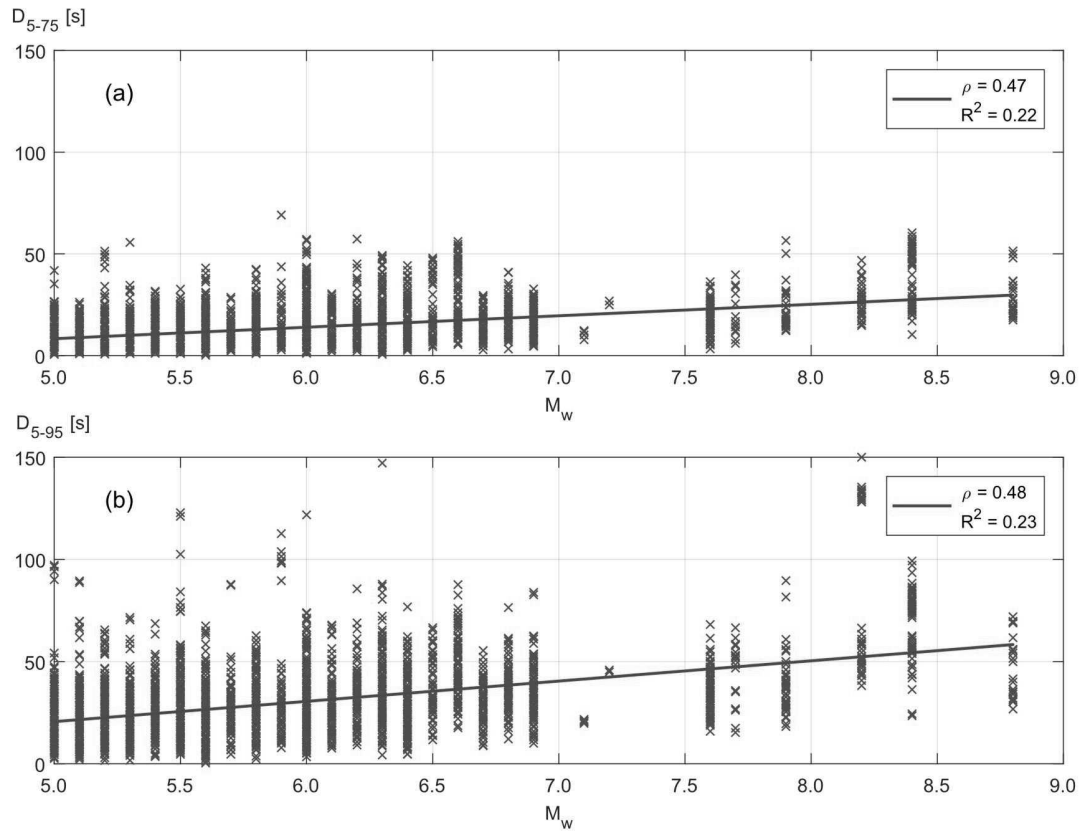 D5-75 [s]
150
(a)
ρ = 0.47
R² = 0.22
100
50
0
5.0 5.5 6.0 6.5 7.0 7.5 8.0 8.5 9.0
Mw
D5-95 [s]
150
(b)
ρ = 0.48
R² = 0.23
100
50
0
5.0 5.5 6.0 6.5 7.0 7.5 8.0 8.5 9.0
Mw